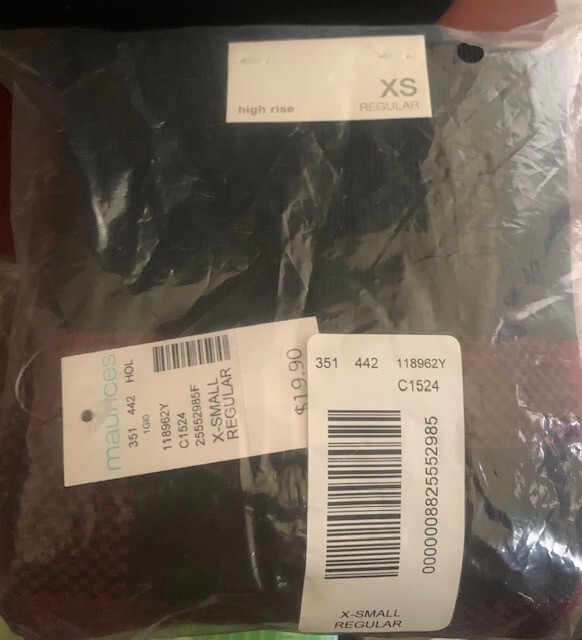 XS
high rise
REGULAR
maurices
351 442 HOL
1GI0
118962Y
C1524
25552985F
X-SMALL
REGULAR
$19.90
351 442 118962Y
C1524
0000008825552985
X-SMALL
REGULAR